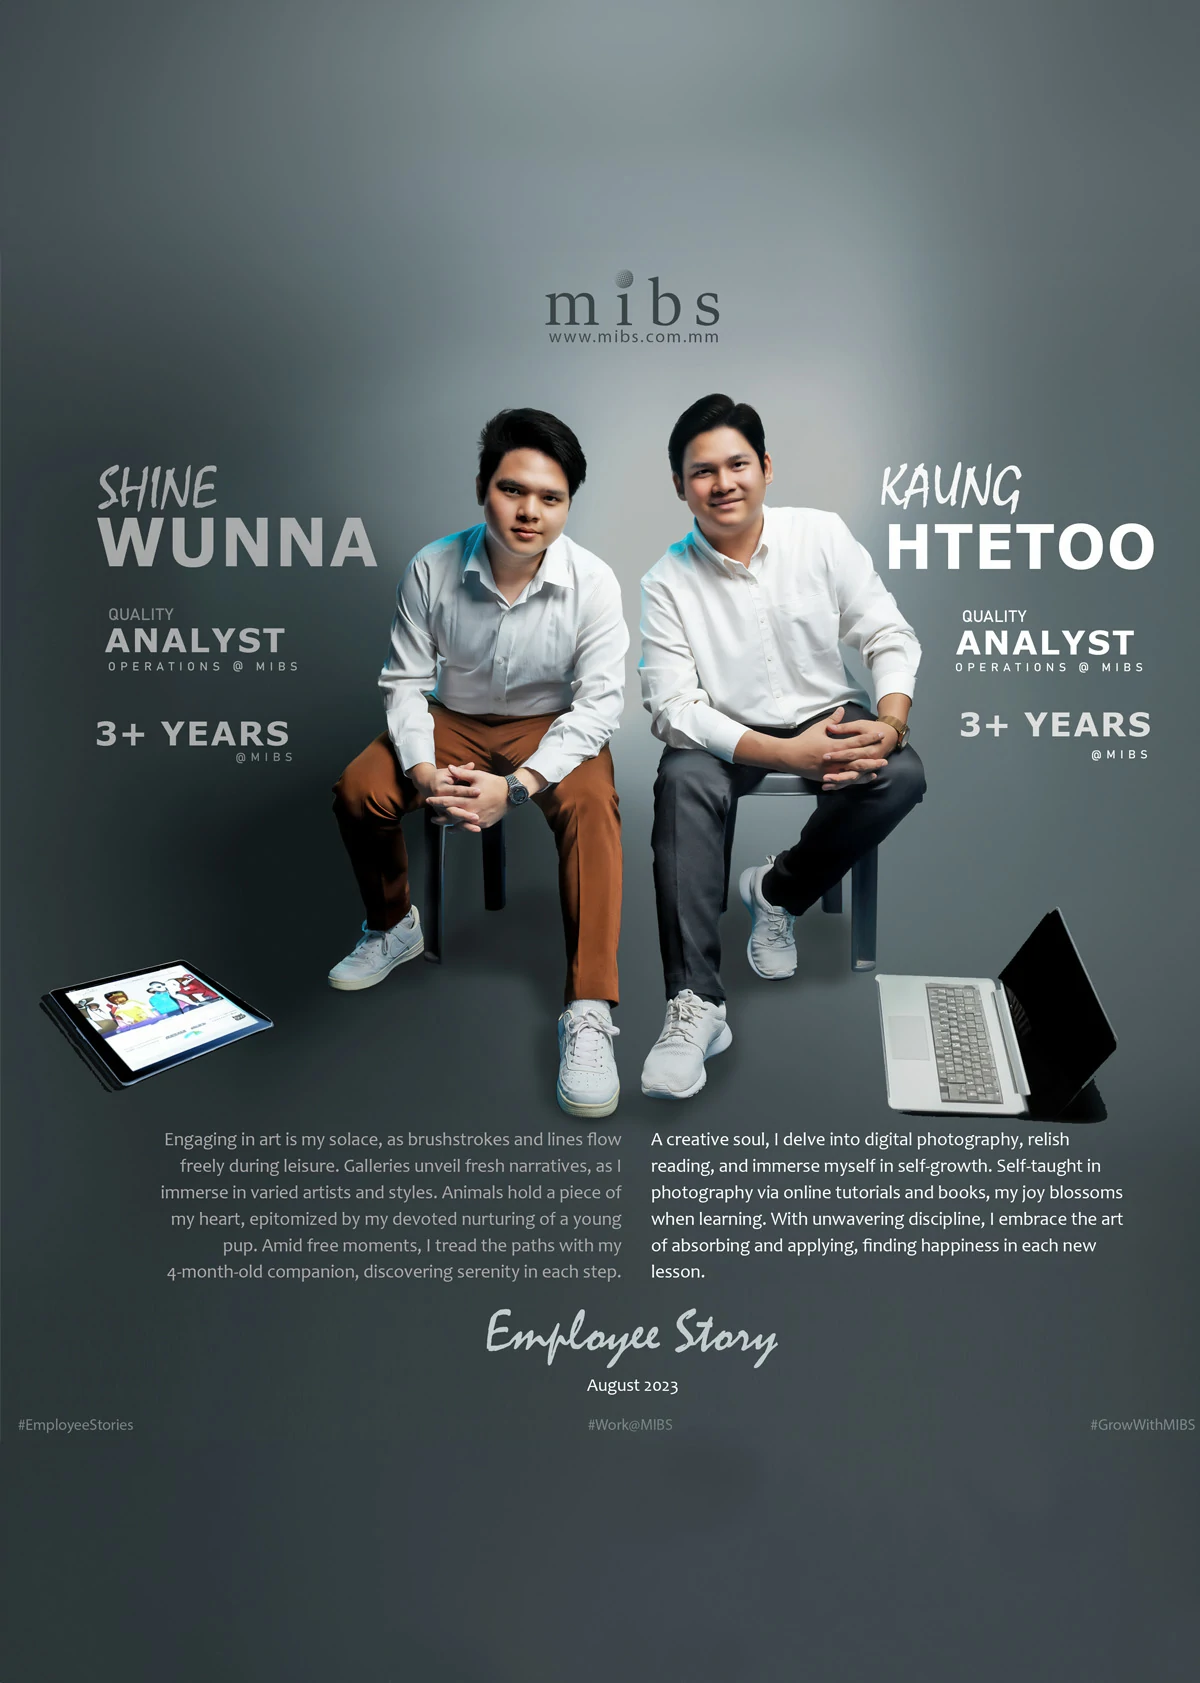 mibs
www.mibs.com.mm
SHINE
WUNNA
QUALITY
ANALYST
OPERATIONS @ MIBS
3+ YEARS
@MIBS
KAUNG
HTETOO
QUALITY
ANALYST
OPERATIONS @ MIBS
3+ YEARS
@MIBS
Engaging in art is my solace, as brushstrokes and lines flow
freely during leisure. Galleries unveil fresh narratives, as I
immerse in varied artists and styles. Animals hold a piece of
my heart, epitomized by my devoted nurturing of a young
pup. Amid free moments, I tread the paths with my
4-month-old companion, discovering serenity in each step.
A creative soul, I delve into digital photography, relish
reading, and immerse myself in self-growth. Self-taught in
photography via online tutorials and books, my joy blossoms
when learning. With unwavering discipline, I embrace the art
of absorbing and applying, finding happiness in each new
lesson.
Employee Story
August 2023
#EmployeeStories
#Work@MIBS
#GrowWithMIBS